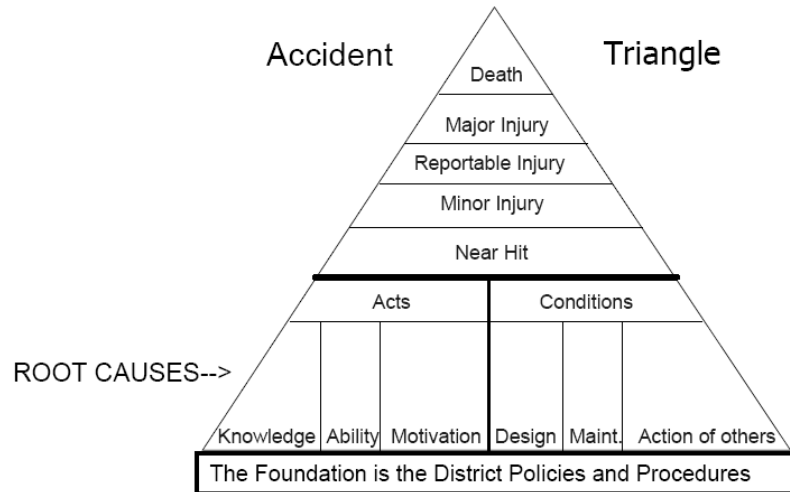 Accident Triangle
Death
Major Injury
Reportable Injury
Minor Injury
Near Hit
Acts Conditions
ROOT CAUSES-->
Knowledge Ability Motivation Design Maint. Action of others
The Foundation is the District Policies and Procedures